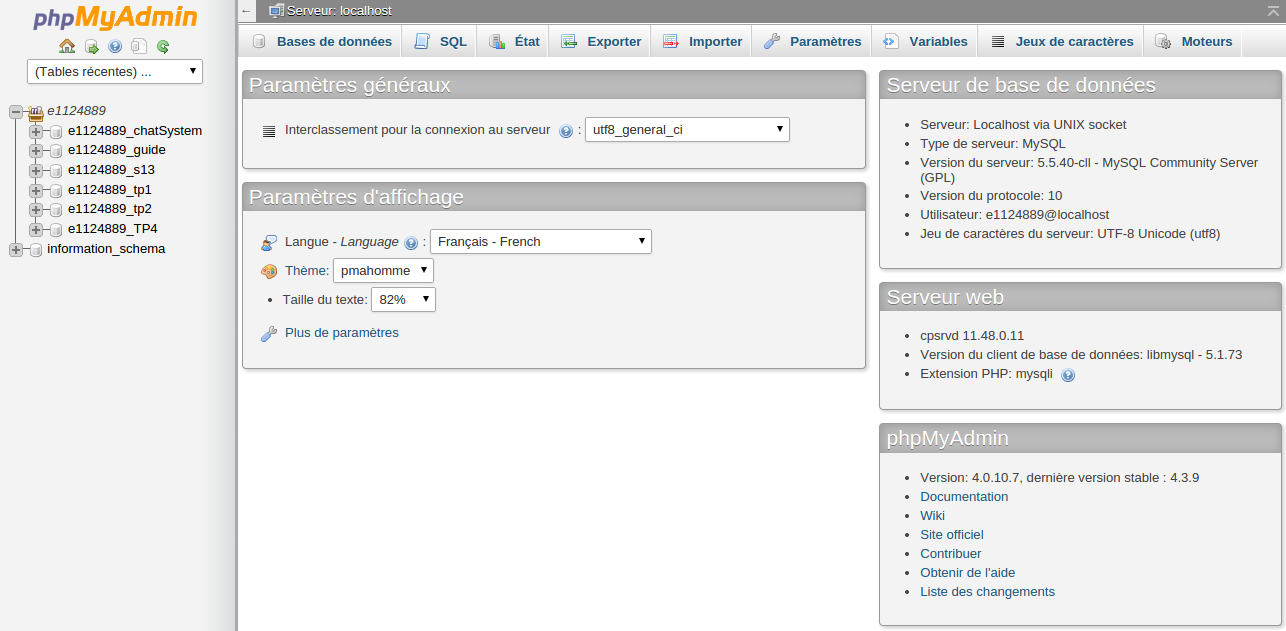 phpMyAdmin
(Tables récentes) ...
e1124889
e1124889_chatSystem
e1124889_guide
e1124889_s13
e1124889_tp1
e1124889_tp2
e1124889_TP4
information_schema
Serveur: localhost
Bases de données SQL État Exporter Importer Paramètres Variables Jeux de caractères Moteurs
Paramètres généraux
Interclassement pour la connexion au serveur : utf8_general_ci
Paramètres d'affichage
Langue - Language : Français - French
Thème: pmahomme
Taille du texte: 82%
Plus de paramètres
Serveur de base de données
Serveur: Localhost via UNIX socket
Type de serveur: MySQL
Version du serveur: 5.5.40-cll - MySQL Community Server
(GPL)
Version du protocole: 10
Utilisateur: e1124889@localhost
Jeu de caractères du serveur: UTF-8 Unicode (utf8)
Serveur web
cpsrvd 11.48.0.11
Version du client de base de données: libmysql - 5.1.73
Extension PHP: mysqli
phpMyAdmin
Version: 4.0.10.7, dernière version stable : 4.3.9
Documentation
Wiki
Site officiel
Contribuer
Obtenir de l'aide
Liste des changements